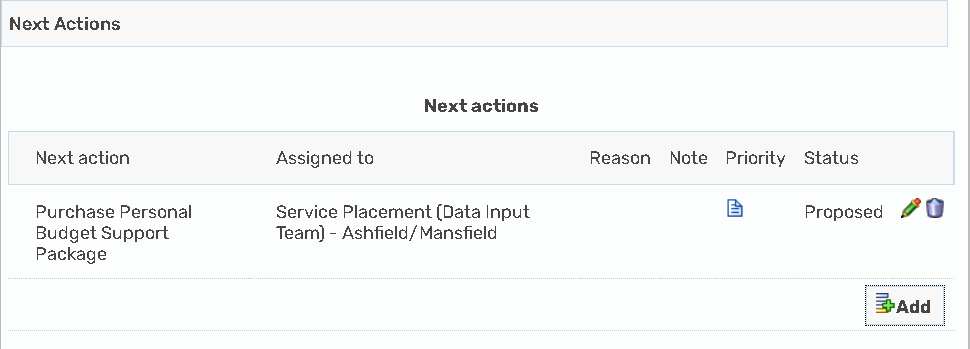 Next Actions
Next actions
Next action Assigned to Reason Note Priority Status
Purchase Personal Service Placement (Data Input Proposed
Budget Support Team) - Ashfield/Mansfield
Package
Add